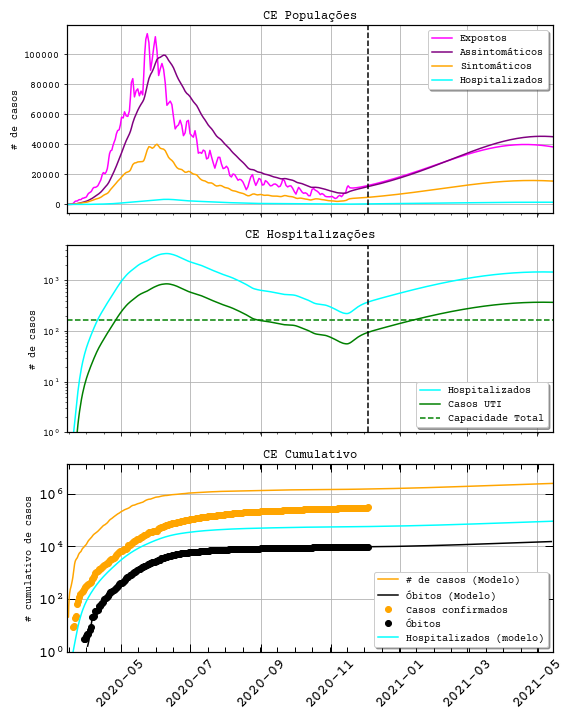 CE Populações
# de casos
100000
80000
60000
40000
20000
0
Expostos
Assintomáticos
Sintomáticos
Hospitalizados
CE Hospitalizações
# de casos
10³
10²
10¹
10⁰
Hospitalizados
Casos UTI
Capacidade Total
CE Cumulativo
# cumulativo de casos
10⁶
10⁴
10²
10⁰
# de casos (Modelo)
Óbitos (Modelo)
Casos confirmados
Óbitos
Hospitalizados (modelo)
2020-05
2020-07
2020-09
2020-11
2021-01
2021-03
2021-05